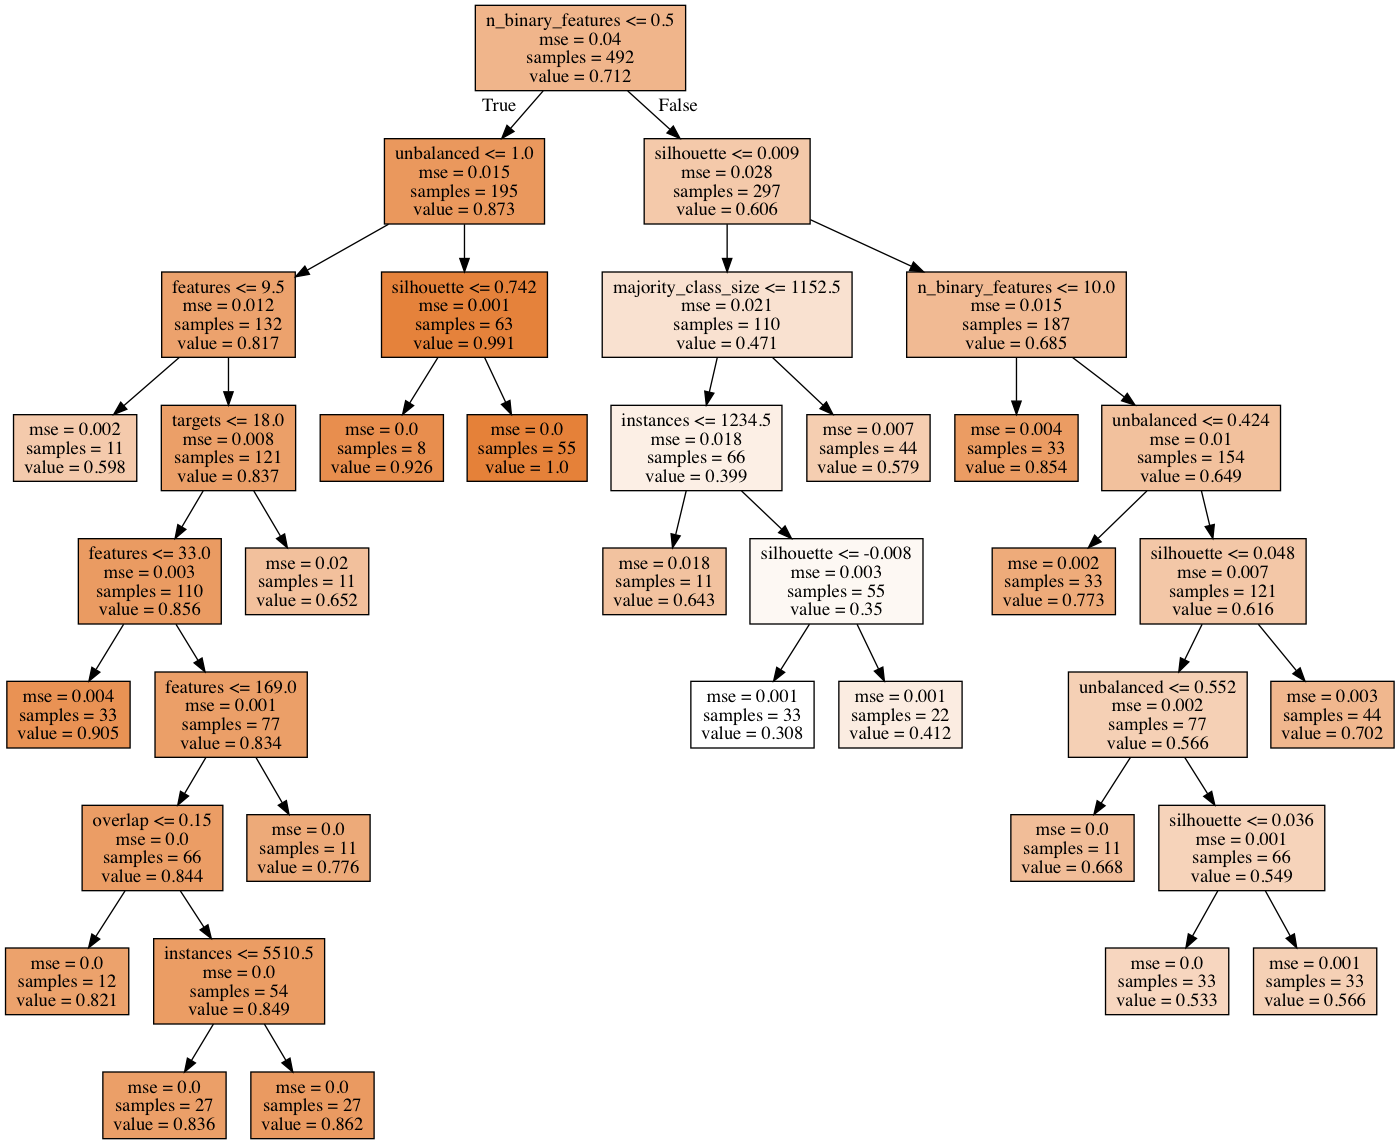 n_binary_features <= 0.5
mse = 0.04
samples = 492
value = 0.712
True
False
unbalanced <= 1.0
mse = 0.015
samples = 195
value = 0.873
silhouette <= 0.009
mse = 0.028
samples = 297
value = 0.606
features <= 9.5
mse = 0.012
samples = 132
value = 0.817
silhouette <= 0.742
mse = 0.001
samples = 63
value = 0.991
majority_class_size <= 1152.5
mse = 0.021
samples = 110
value = 0.471
n_binary_features <= 10.0
mse = 0.015
samples = 187
value = 0.685
mse = 0.002
samples = 11
value = 0.598
targets <= 18.0
mse = 0.008
samples = 121
value = 0.837
mse = 0.0
samples = 8
value = 0.926
mse = 0.0
samples = 55
value = 1.0
instances <= 1234.5
mse = 0.018
samples = 66
value = 0.399
mse = 0.007
samples = 44
value = 0.579
mse = 0.004
samples = 33
value = 0.854
unbalanced <= 0.424
mse = 0.01
samples = 154
value = 0.649
features <= 33.0
mse = 0.003
samples = 110
value = 0.856
mse = 0.02
samples = 11
value = 0.652
mse = 0.018
samples = 11
value = 0.643
silhouette <= -0.008
mse = 0.003
samples = 55
value = 0.35
mse = 0.002
samples = 33
value = 0.773
silhouette <= 0.048
mse = 0.007
samples = 121
value = 0.616
mse = 0.004
samples = 33
value = 0.905
features <= 169.0
mse = 0.001
samples = 77
value = 0.834
mse = 0.001
samples = 33
value = 0.308
mse = 0.001
samples = 22
value = 0.412
unbalanced <= 0.552
mse = 0.002
samples = 77
value = 0.566
mse = 0.003
samples = 44
value = 0.702
overlap <= 0.15
mse = 0.0
samples = 66
value = 0.844
mse = 0.0
samples = 11
value = 0.776
mse = 0.0
samples = 11
value = 0.668
silhouette <= 0.036
mse = 0.001
samples = 66
value = 0.549
mse = 0.0
samples = 12
value = 0.821
instances <= 5510.5
mse = 0.0
samples = 54
value = 0.849
mse = 0.0
samples = 33
value = 0.533
mse = 0.001
samples = 33
value = 0.566
mse = 0.0
samples = 27
value = 0.836
mse = 0.0
samples = 27
value = 0.862